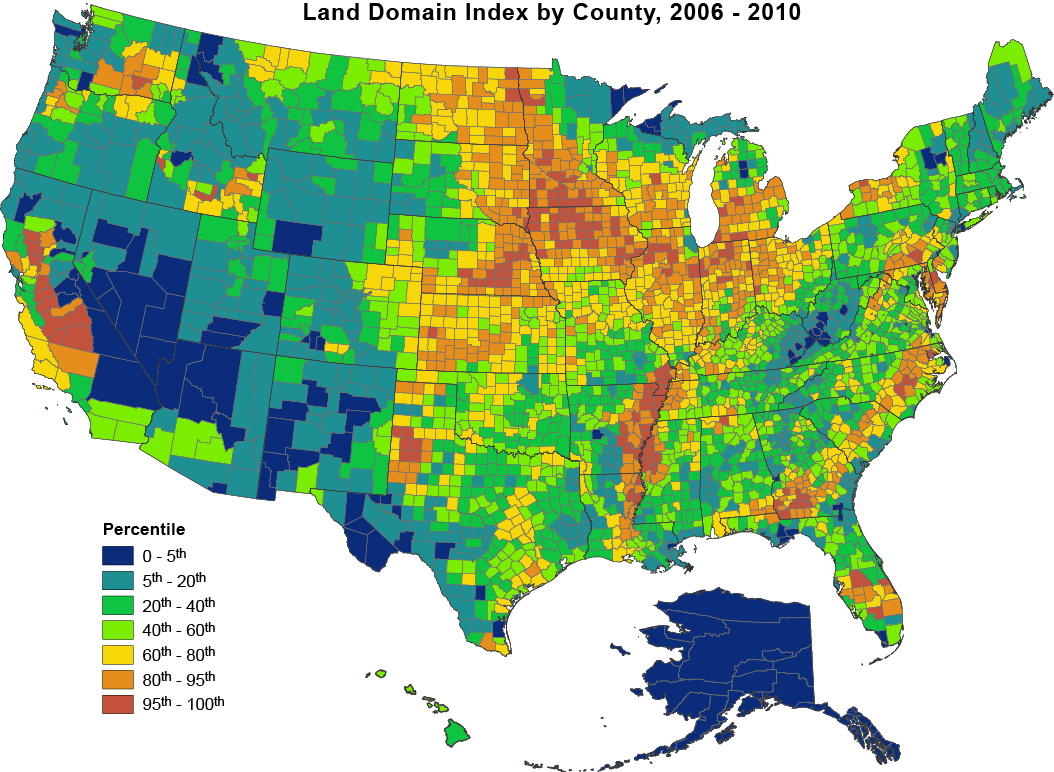 Land Domain Index by County, 2006 - 2010
Percentile
0 - 5th
5th - 20th
20th - 40th
40th - 60th
60th - 80th
80th - 95th
95th - 100th